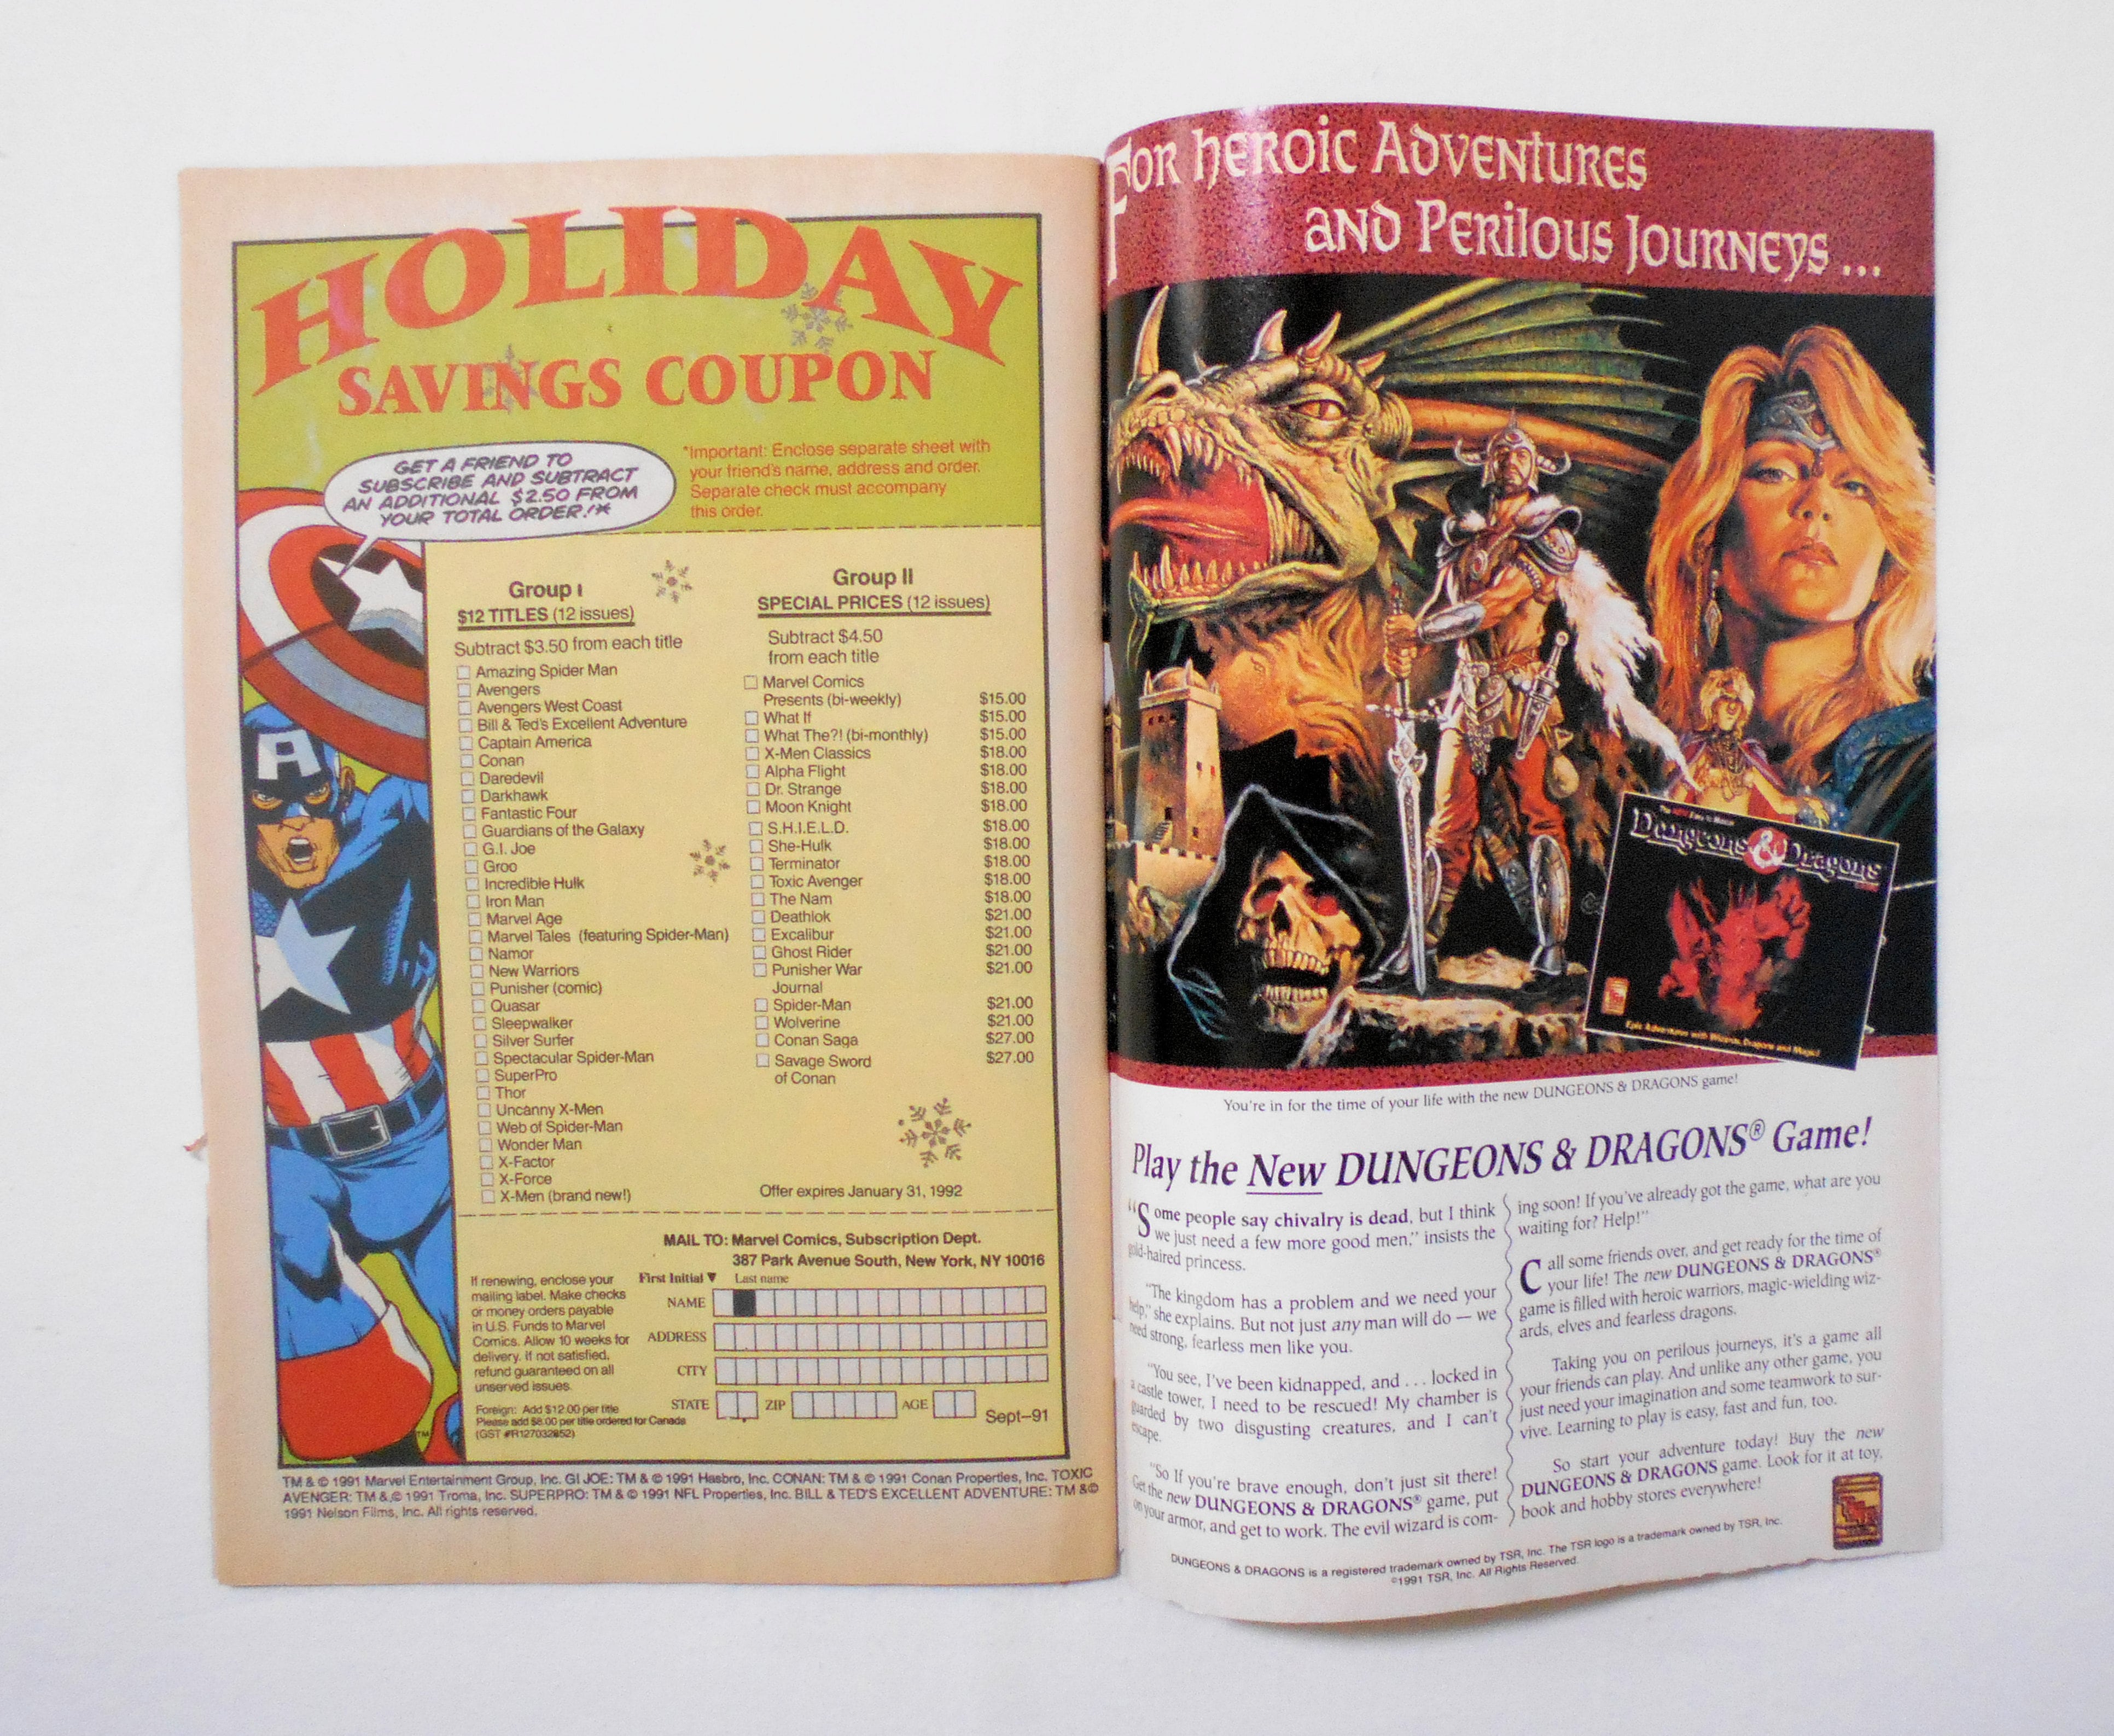 HOLIDAY
SAVINGS COUPON
GET A FRIEND TO
SUBSCRIBE AND SUBTRACT
AN ADDITIONAL $2.50 FROM
YOUR TOTAL ORDER!*
*Important: Enclose separate sheet with
your friend's name, address and order.
Separate check must accompany
this order.
A
Group I
$12 TITLES (12 issues)
Subtract $3.50 from each title
Amazing Spider Man
Avengers
Avengers West Coast
Bill & Ted's Excellent Adventure
Captain America
Conan
Daredevil
Darkhawk
Fantastic Four
Guardians of the Galaxy
G.I. Joe
Groo
Incredible Hulk
Iron Man
Marvel Age
Marvel Tales (featuring Spider-Man)
Namor
New Warriors
Punisher (comic)
Quasar
Sleepwalker
Silver Surfer
Spectacular Spider-Man
SuperPro
Thor
Uncanny X-Men
Web of Spider-Man
Wonder Man
X-Factor
X-Force
X-Men (brand new!)
Group II
SPECIAL PRICES (12 issues)
Subtract $4.50
from each title
Marvel Comics
Presents (bi-weekly) $15.00
What If $15.00
What The?! (bi-monthly) $15.00
X-Men Classics $18.00
Alpha Flight $18.00
Dr. Strange $18.00
Moon Knight $18.00
S.H.I.E.L.D. $18.00
She-Hulk $18.00
Terminator $18.00
Toxic Avenger $18.00
The Nam $18.00
Deathlok $21.00
Excalibur $21.00
Ghost Rider $21.00
Punisher War $21.00
Journal
Spider-Man $21.00
Wolverine $21.00
Conan Saga $27.00
Savage Sword $27.00
of Conan
Offer expires January 31, 1992
MAIL TO: Marvel Comics, Subscription Dept.
387 Park Avenue South, New York, NY 10016
If renewing, enclose your
mailing label. Make checks
or money orders payable
in U.S. Funds to Marvel
Comics. Allow 10 weeks for
delivery. If not satisfied,
refund guaranteed on all
unserved issues.
Foreign: Add $12.00 per title
Please add $8.00 per title ordered for Canada
(GST #R127032852)
First Initial ▼ Last name
NAME
ADDRESS
CITY
STATE ZIP AGE
Sept-91
TM
TM & © 1991 Marvel Entertainment Group, Inc. GI JOE: TM & © 1991 Hasbro, Inc. CONAN: TM & © 1991 Conan Properties, Inc. TOXIC
AVENGER: TM & © 1991 Troma, Inc. SUPERPRO: TM & © 1991 NFL Properties, Inc. BILL & TED'S EXCELLENT ADVENTURE: TM &©
1991 Nelson Films, Inc. All rights reserved.
FOR HEROIC ADVENTURES
AND PERILOUS JOURNEYS ...
Dungeons & Dragons
Epic Adventures with Wizards, Dragons and Magic!
You're in for the time of your life with the new DUNGEONS & DRAGONS game!
Play the New DUNGEONS & DRAGONS® Game!
"Some people say chivalry is dead, but I think
we just need a few more good men," insists the
gold-haired princess.
"The kingdom has a problem and we need your
help," she explains. But not just any man will do — we
need strong, fearless men like you.
"You see, I've been kidnapped, and . . . locked in
a castle tower, I need to be rescued! My chamber is
guarded by two disgusting creatures, and I can't
escape.
"So If you're brave enough, don't just sit there!
Get the new DUNGEONS & DRAGONS® game, put
on your armor, and get to work. The evil wizard is com-
ing soon! If you've already got the game, what are you
waiting for? Help!"
Call some friends over, and get ready for the time of
your life! The new DUNGEONS & DRAGONS®
game is filled with heroic warriors, magic-wielding wiz-
ards, elves and fearless dragons.
Taking you on perilous journeys, it's a game all
your friends can play. And unlike any other game, you
just need your imagination and some teamwork to sur-
vive. Learning to play is easy, fast and fun, too.
So start your adventure today! Buy the new
DUNGEONS & DRAGONS game. Look for it at toy,
book and hobby stores everywhere!
DUNGEONS & DRAGONS is a registered trademark owned by TSR, Inc. The TSR logo is a trademark owned by TSR, Inc.
©1991 TSR, Inc. All Rights Reserved.